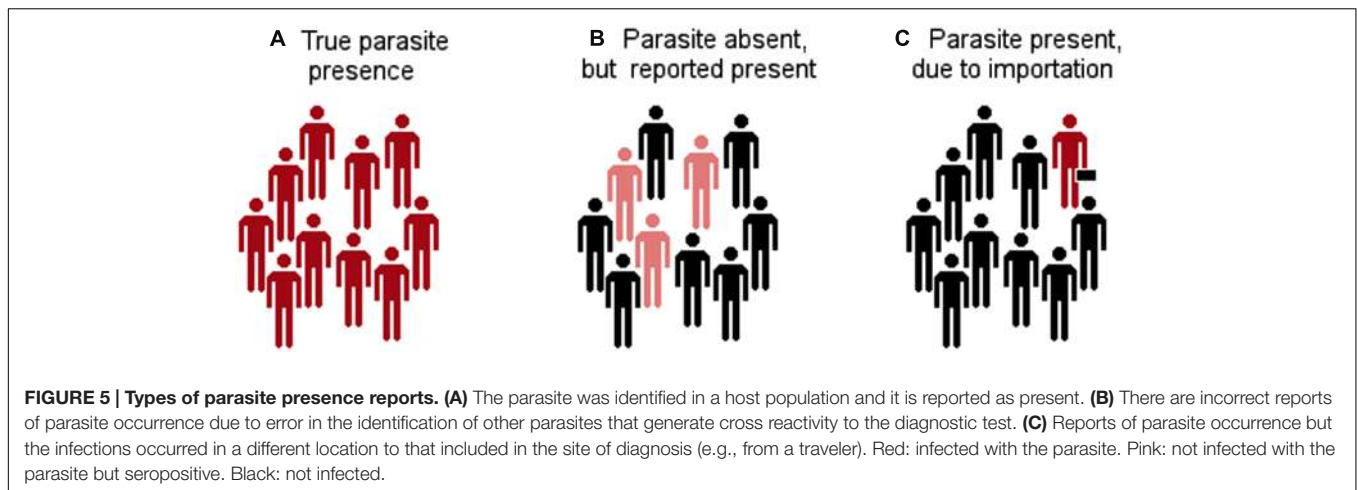 A True parasite
presence
B Parasite absent,
but reported present
C Parasite present,
due to importation
FIGURE 5 | Types of parasite presence reports. (A) The parasite was identified in a host population and it is reported as present. (B) There are incorrect reports
of parasite occurrence due to error in the identification of other parasites that generate cross reactivity to the diagnostic test. (C) Reports of parasite occurrence but
the infections occurred in a different location to that included in the site of diagnosis (e.g., from a traveler). Red: infected with the parasite. Pink: not infected with the
parasite but seropositive. Black: not infected.